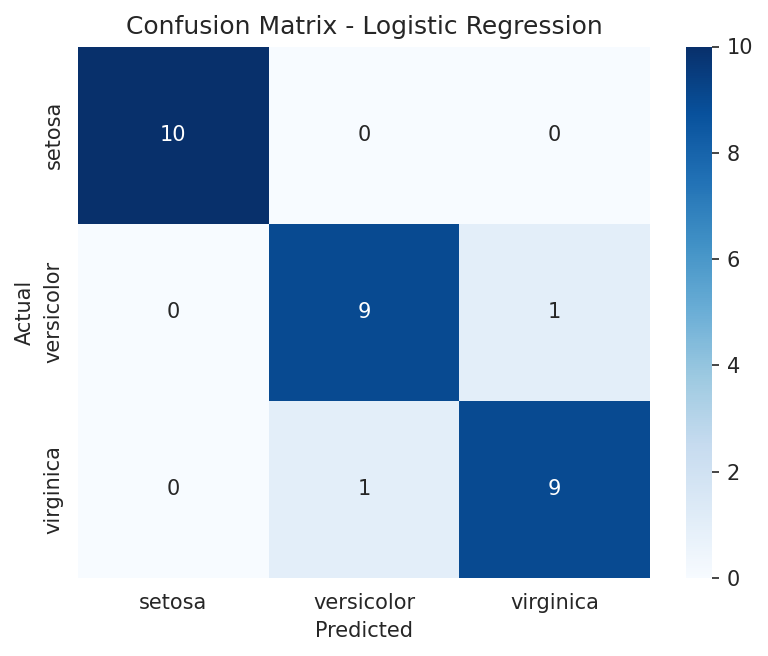 Confusion Matrix - Logistic Regression
10
0
0
0
9
1
0
1
9
setosa
versicolor
virginica
Actual
setosa
versicolor
virginica
Predicted
10
8
6
4
2
0